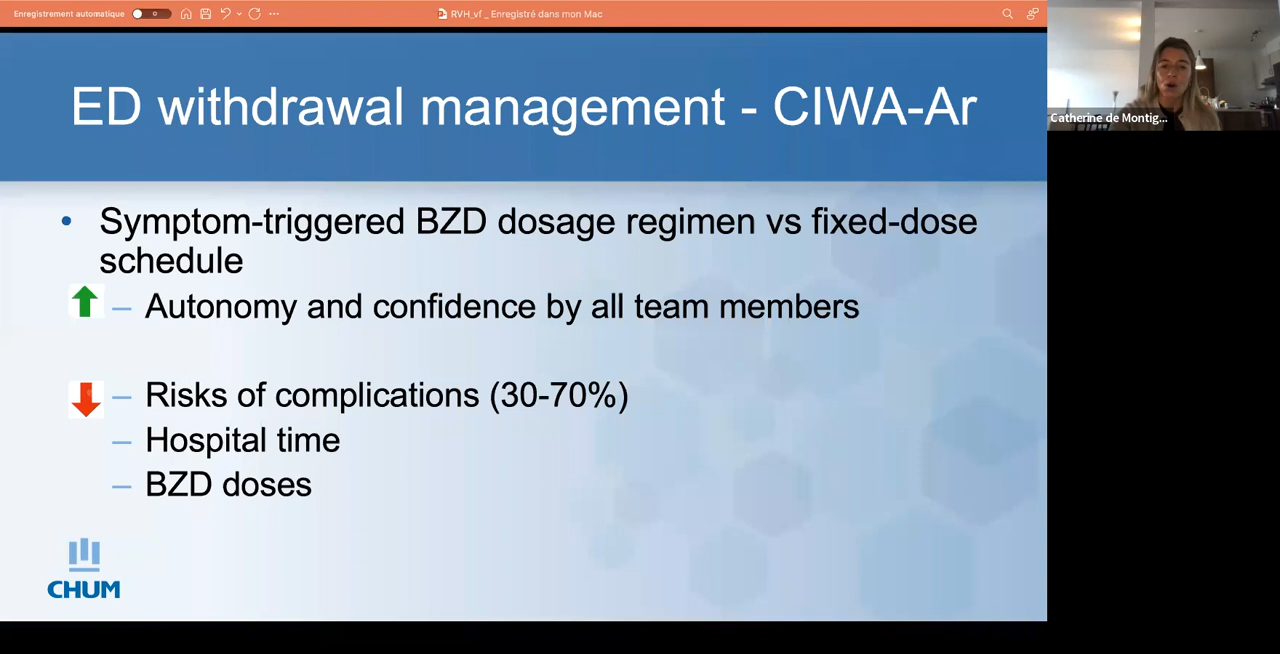 Enregistrement automatique
RVH_vf _ Enregistré dans mon Mac
ED withdrawal management - CIWA-Ar
• Symptom-triggered BZD dosage regimen vs fixed-dose
schedule
– Autonomy and confidence by all team members
– Risks of complications (30-70%)
– Hospital time
– BZD doses
CHUM
Catherine de Montig...